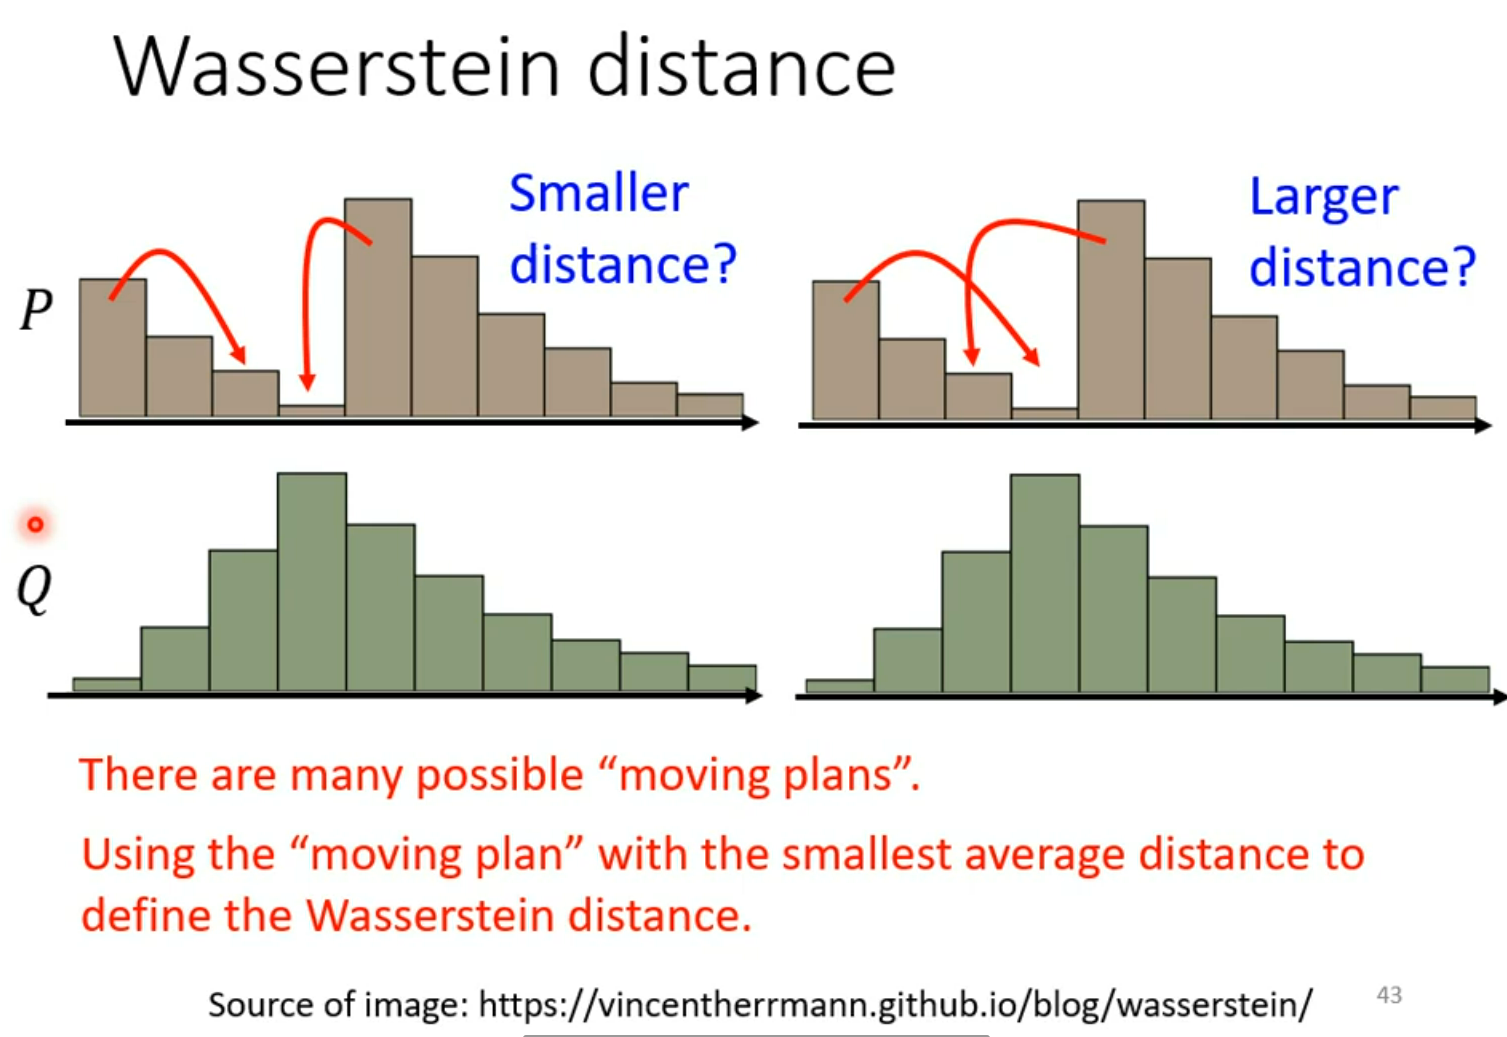 Wasserstein distance
Smaller
distance?
Larger
distance?
P
Q
There are many possible “moving plans”.
Using the “moving plan” with the smallest average distance to
define the Wasserstein distance.
Source of image: https://vincentherrmann.github.io/blog/wasserstein/
43